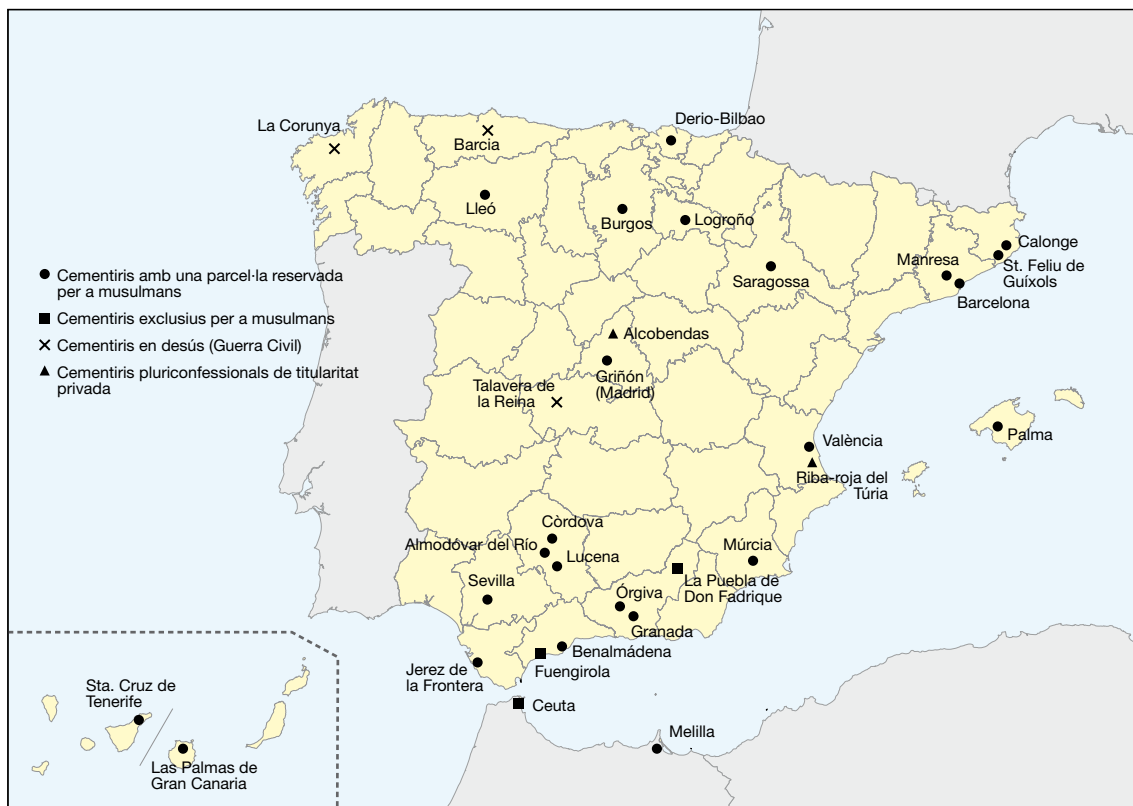 La Corunya
Barcia
Derio-Bilbao
Lleó
Burgos
Logroño
Calonge
Manresa
St. Feliu de
Guíxols
Saragossa
Barcelona
Cementiris amb una parcel·la reservada
per a musulmans
Cementiris exclusius per a musulmans
Cementiris en desús (Guerra Civil)
Cementiris pluriconfessionals de titularitat
privada
Alcobendas
Griñón
(Madrid)
Talavera de
la Reina
Palma
València
Riba-roja del
Túria
Còrdova
Almodóvar del Río
Lucena
Múrcia
Sevilla
La Puebla de
Don Fadrique
Órgiva
Granada
Benalmádena
Jerez de
la Frontera
Fuengirola
Ceuta
Melilla
Sta. Cruz de
Tenerife
Las Palmas de
Gran Canaria